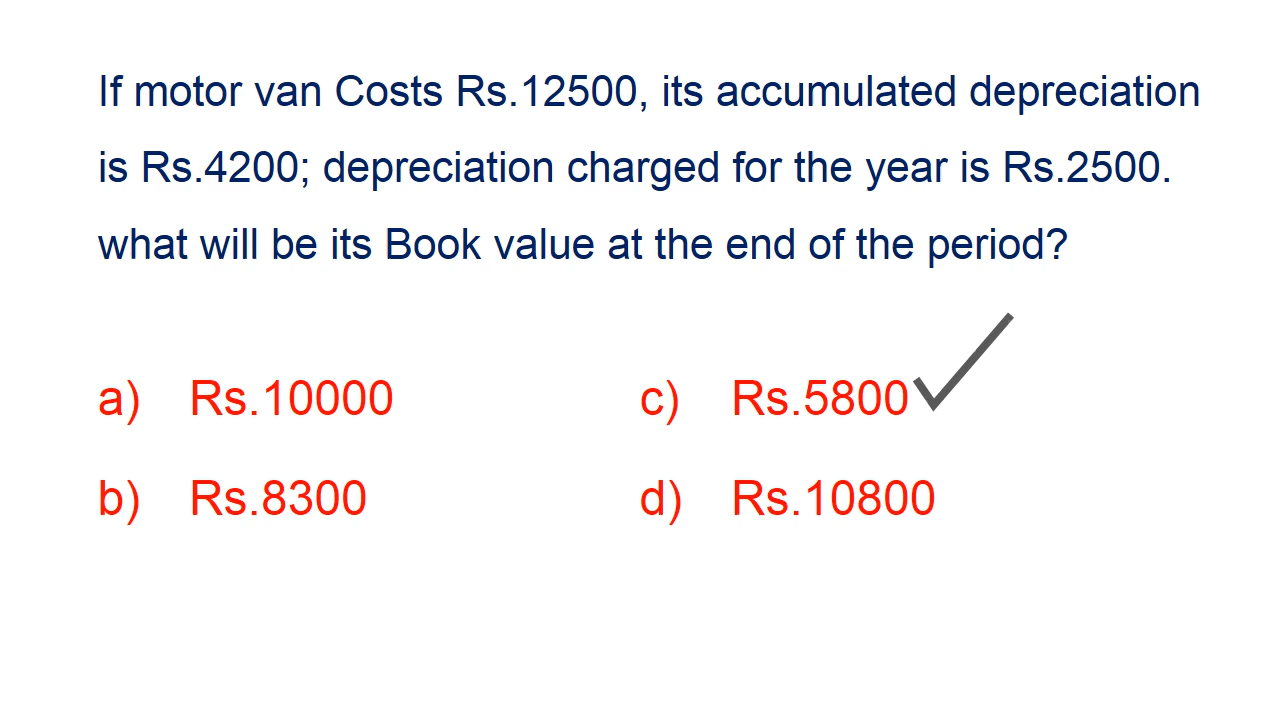 If motor van Costs Rs.12500, its accumulated depreciation
is Rs.4200; depreciation charged for the year is Rs.2500.
what will be its Book value at the end of the period?
a) Rs.10000
c) Rs.5800
b) Rs.8300
d) Rs.10800